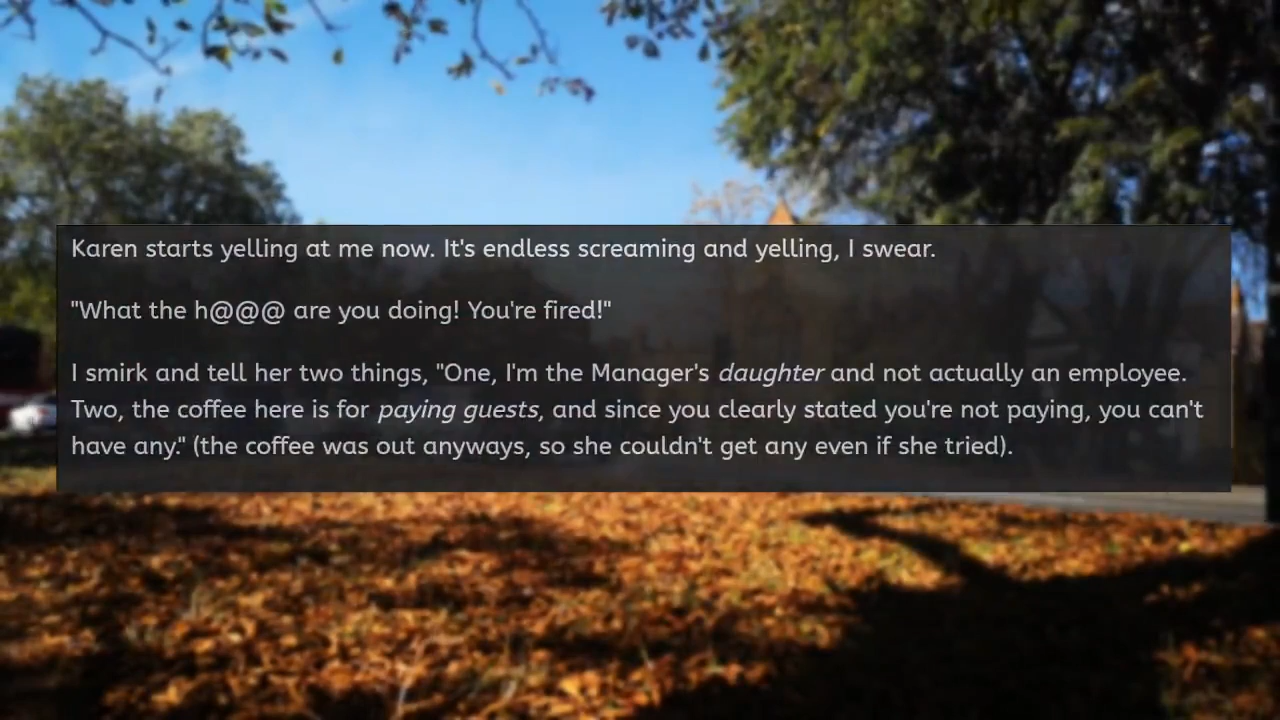 Karen starts yelling at me now. It's endless screaming and yelling, I swear.
"What the h@@@ are you doing! You're fired!"
I smirk and tell her two things, "One, I'm the Manager's daughter and not actually an employee.
Two, the coffee here is for paying guests, and since you clearly stated you're not paying, you can't
have any." (the coffee was out anyways, so she couldn't get any even if she tried).